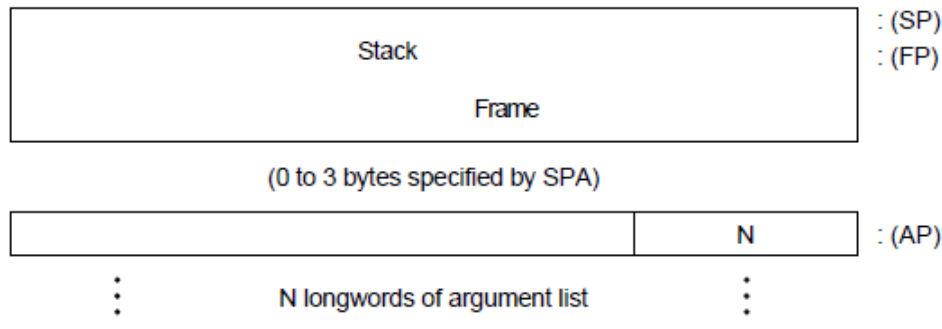 : (SP)
Stack : (FP)
Frame
(0 to 3 bytes specified by SPA)
N : (AP)
N longwords of argument list